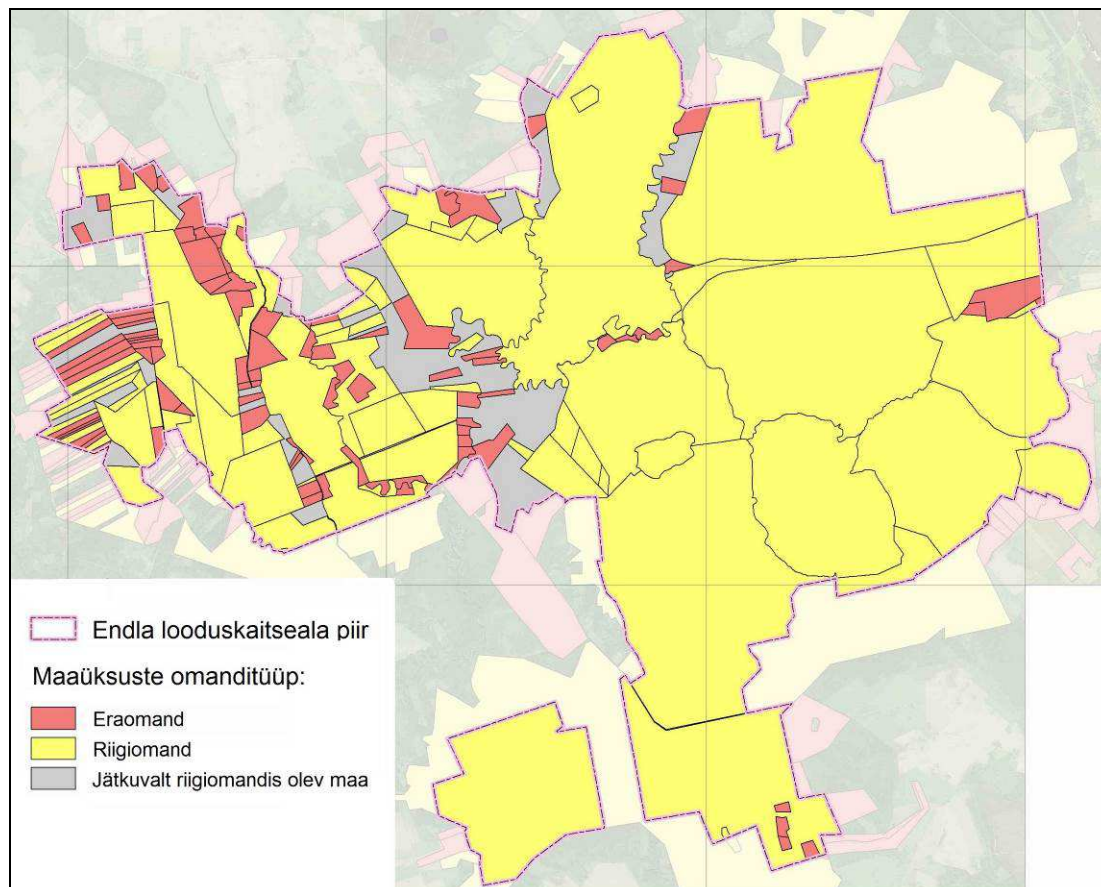 Endla looduskaitseala piir
Maaüksuste omanditüüp:
Eraomand
Riigiomand
Jätkuvalt riigiomandis olev maa